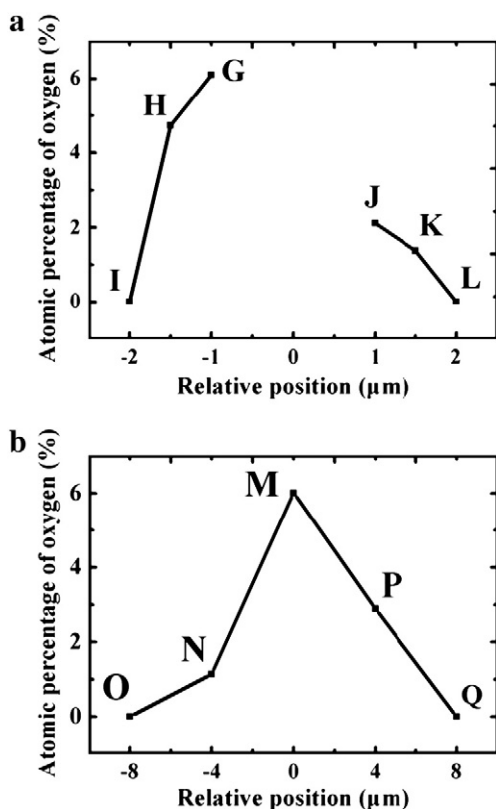 a
Atomic percentage of oxygen (%)
6
4
2
0
G
H
I
J
K
L
-2
-1
0
1
2
Relative position (µm)
b
Atomic percentage of oxygen (%)
6
4
2
0
M
N
O
P
Q
-8
-4
0
4
8
Relative position (µm)